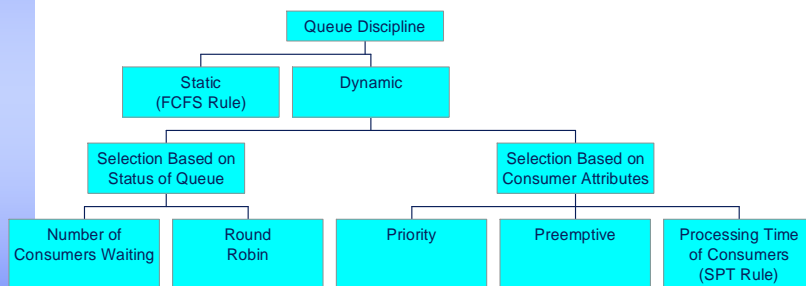 Queue Discipline
Static
(FCFS Rule)
Dynamic
Selection Based on
Status of Queue
Selection Based on
Consumer Attributes
Number of
Consumers Waiting
Round
Robin
Priority
Preemptive
Processing Time
of Consumers
(SPT Rule)